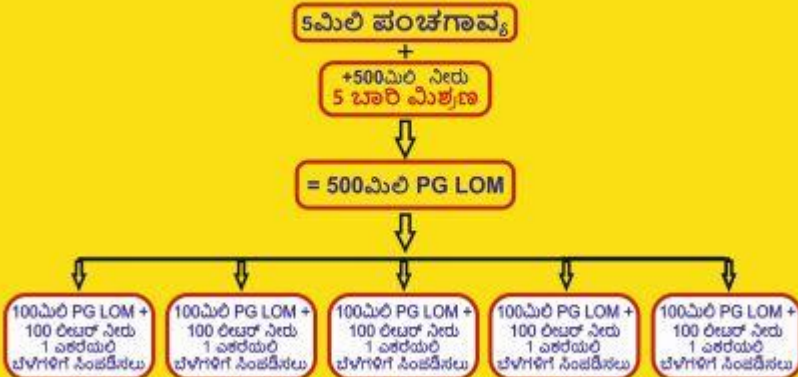 5ಮಿಲಿ ಪಂಚಗಾವ್ಯ
+
+500ಮಿಲಿ ನೀರು
5 ಬಾರಿ ಮಿಶ್ರಣ
= 500ಮಿಲಿ PG LOM
100ಮಿಲಿ PG LOM +
100 ಲೀಟರ್ ನೀರು
1 ಎಕರೆಯಲಿ
ಬೆಳೆಗಳಿಗೆ ಸಿಂಪಡಿಸಲು
100ಮಿಲಿ PG LOM +
100 ಲೀಟರ್ ನೀರು
1 ಎಕರೆಯಲಿ
ಬೆಳೆಗಳಿಗೆ ಸಿಂಪಡಿಸಲು
100ಮಿಲಿ PG LOM +
100 ಲೀಟರ್ ನೀರು
1 ಎಕರೆಯಲಿ
ಬೆಳೆಗಳಿಗೆ ಸಿಂಪಡಿಸಲು
100ಮಿಲಿ PG LOM +
100 ಲೀಟರ್ ನೀರು
1 ಎಕರೆಯಲಿ
ಬೆಳೆಗಳಿಗೆ ಸಿಂಪಡಿಸಲು
100ಮಿಲಿ PG LOM +
100 ಲೀಟರ್ ನೀರು
1 ಎಕರೆಯಲಿ
ಬೆಳೆಗಳಿಗೆ ಸಿಂಪಡಿಸಲು